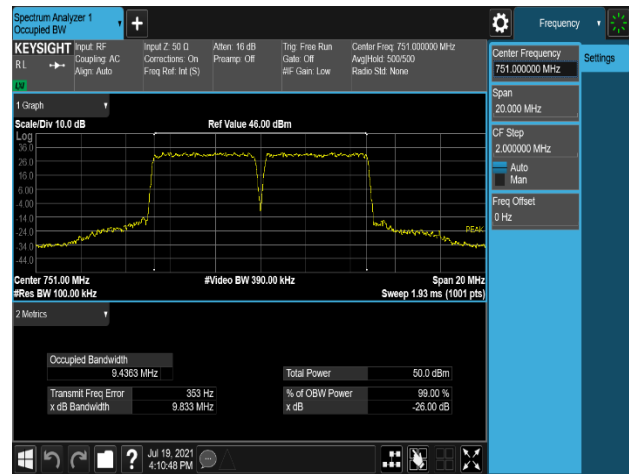 Spectrum Analyzer 1
Occupied BW
Frequency
KEYSIGHT
RL
Input: RF
Coupling: AC
Align: Auto
Input Z: 50 Ω
Corrections: On
Freq Ref: Int (S)
Atten: 16 dB
Preamp: Off
Trig: Free Run
Gate: Off
#IF Gain: Low
Center Freq: 751.000000 MHz
Avg|Hold: 500/500
Radio Std: None
1 Graph
Scale/Div 10.0 dB
Ref Value 46.00 dBm
Log
36.0
26.0
16.0
6.00
-4.00
-14.0
-24.0
-34.0
-44.0
PEAK
Center 751.00 MHz
#Video BW 390.00 kHz
Span 20 MHz
#Res BW 100.00 kHz
Sweep 1.93 ms (1001 pts)
2 Metrics
Occupied Bandwidth
9.4363 MHz
Total Power
50.0 dBm
Transmit Freq Error
353 Hz
% of OBW Power
99.00 %
x dB Bandwidth
9.833 MHz
x dB
-26.00 dB
Center Frequency
751.000000 MHz
Settings
Span
20.000 MHz
CF Step
2.000000 MHz
Auto
Man
Freq Offset
0 Hz
?
Jul 19, 2021
4:10:48 PM